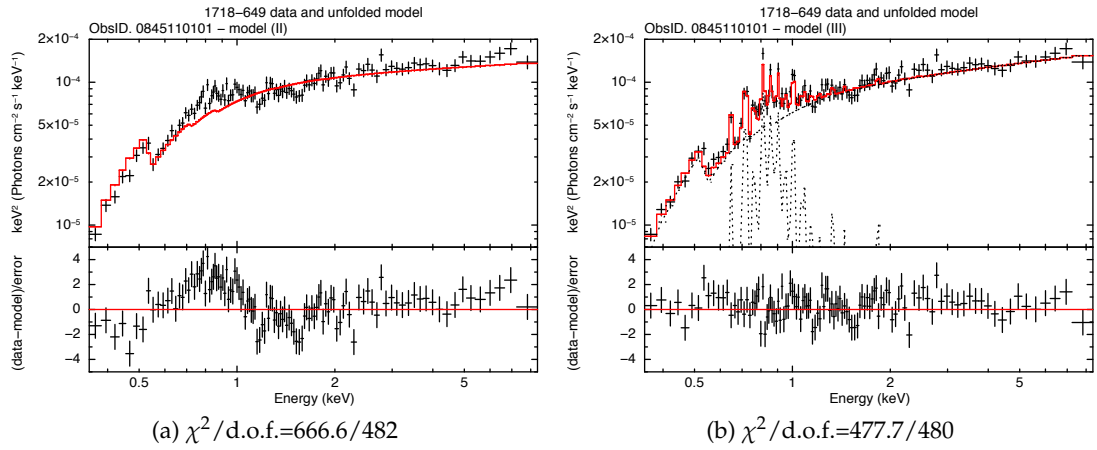 1718−649 data and unfolded model
ObsID. 0845110101 − model (II)
2×10⁻⁴
10⁻⁴
5×10⁻⁵
2×10⁻⁵
10⁻⁵
keV² (Photons cm⁻² s⁻¹ keV⁻¹)
4
2
0
−2
−4
(data−model)/error
0.5 1 2 5
Energy (keV)
(a) χ²/d.o.f.=666.6/482
1718−649 data and unfolded model
ObsID. 0845110101 − model (III)
2×10⁻⁴
10⁻⁴
5×10⁻⁵
2×10⁻⁵
10⁻⁵
keV² (Photons cm⁻² s⁻¹ keV⁻¹)
4
2
0
−2
−4
(data−model)/error
0.5 1 2 5
Energy (keV)
(b) χ²/d.o.f.=477.7/480